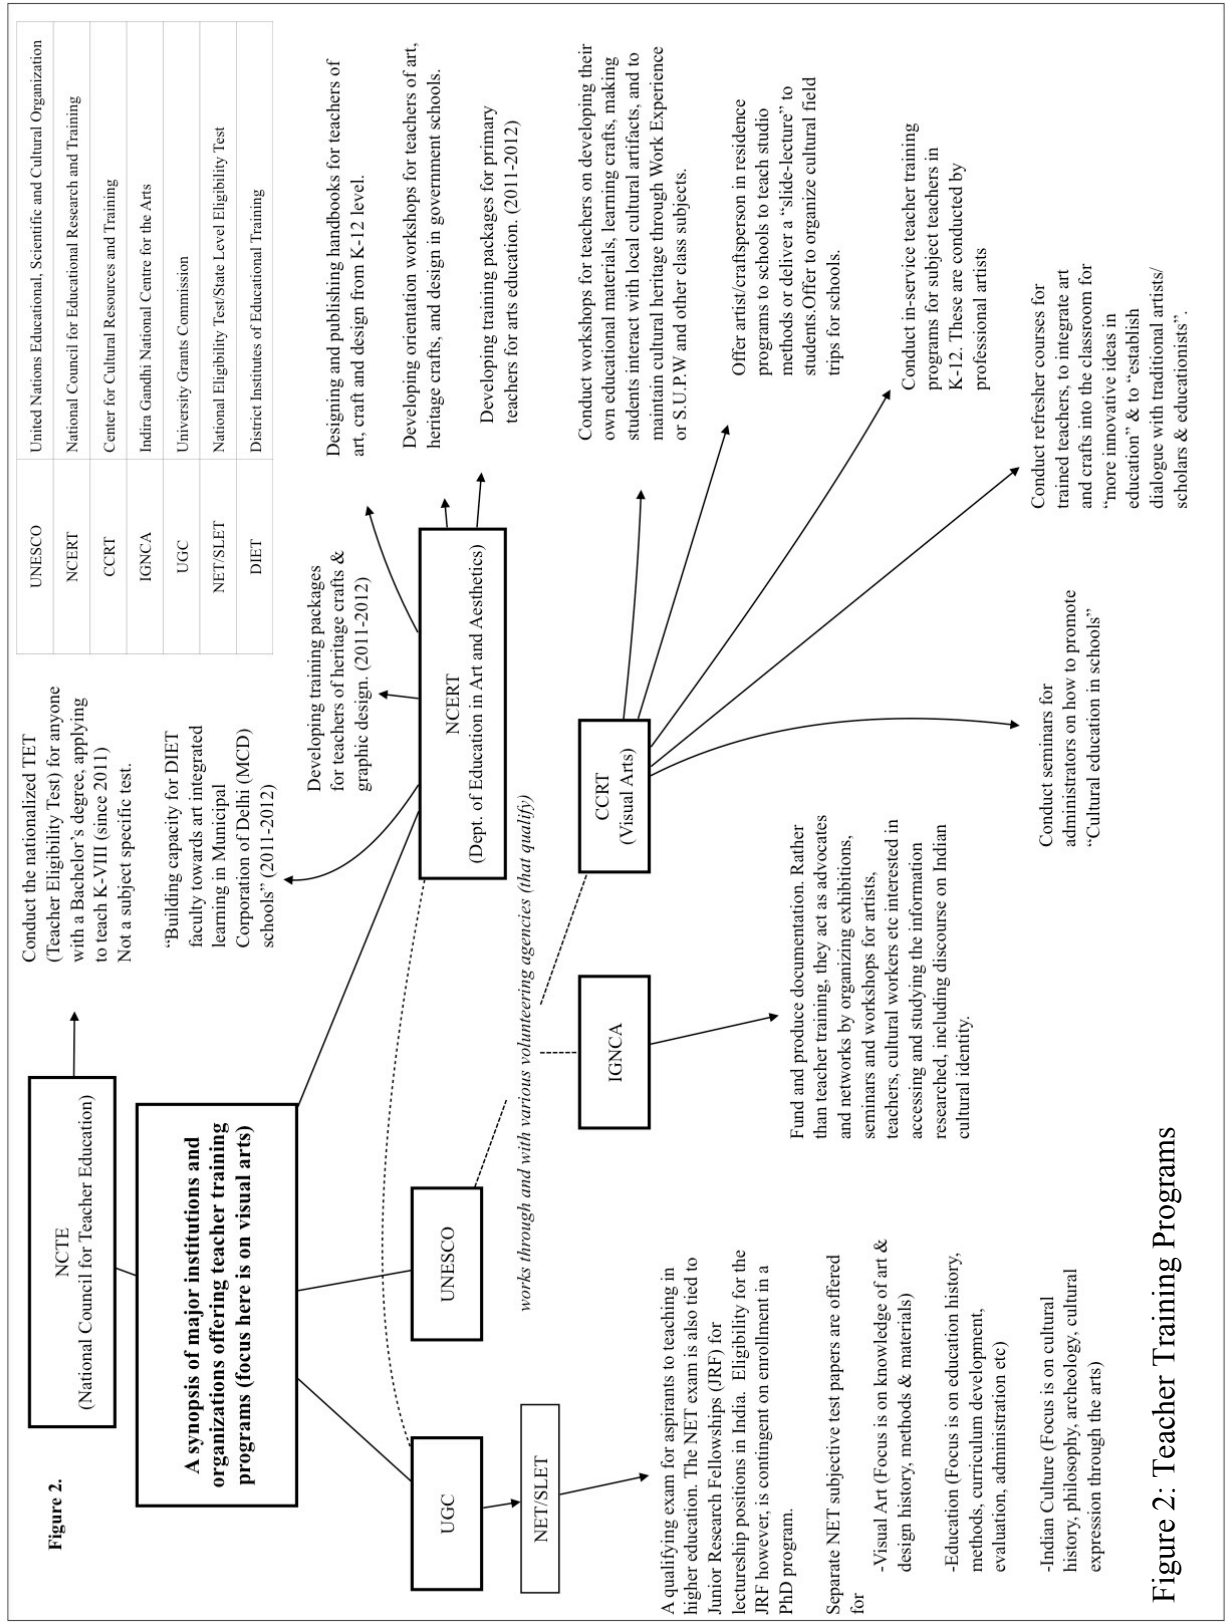 Figure 2.
NCTE
(National Council for Teacher Education)
Conduct the nationalized TET
(Teacher Eligibility Test) for anyone
with a Bachelor’s degree, applying
to teach K-VIII (since 2011)
Not a subject specific test.
UNESCO United Nations Educational, Scientific and Cultural Organization
NCERT National Council for Educational Research and Training
CCRT Center for Cultural Resources and Training
IGNCA Indira Gandhi National Centre for the Arts
UGC University Grants Commission
NET/SLET National Eligibility Test/State Level Eligibility Test
DIET District Institutes of Educational Training
A synopsis of major institutions and
organizations offering teacher training
programs (focus here is on visual arts)
“Building capacity for DIET
faculty towards art integrated
learning in Municipal
Corporation of Delhi (MCD)
schools” (2011-2012)
Developing training packages
for teachers of heritage crafts &
graphic design. (2011-2012)
Designing and publishing handbooks for teachers of
art, craft and design from K-12 level.
Developing orientation workshops for teachers of art,
heritage crafts, and design in government schools.
Developing training packages for primary
teachers for arts education. (2011-2012)
UGC
UNESCO
NCERT
(Dept. of Education in Art and Aesthetics)
works through and with various volunteering agencies (that qualify)
NET/SLET
IGNCA
CCRT
(Visual Arts)
Conduct workshops for teachers on developing their
own educational materials, learning crafts, making
students interact with local cultural artifacts, and to
maintain cultural heritage through Work Experience
or S.U.P.W and other class subjects.
Offer artist/craftsperson in residence
programs to schools to teach studio
methods or deliver a “slide-lecture” to
students.Offer to organize cultural field
trips for schools.
Conduct in-service teacher training
programs for subject teachers in
K-12. These are conducted by
professional artists
Conduct refresher courses for
trained teachers, to integrate art
and crafts into the classroom for
“more innovative ideas in
education” & to “establish
dialogue with traditional artists/
scholars & educationists”.
Conduct seminars for
administrators on how to promote
“Cultural education in schools”
Fund and produce documentation. Rather
than teacher training, they act as advocates
and networks by organizing exhibitions,
seminars and workshops for artists,
teachers, cultural workers etc interested in
accessing and studying the information
researched, including discourse on Indian
cultural identity.
A qualifying exam for aspirants to teaching in
higher education. The NET exam is also tied to
Junior Research Fellowships (JRF) for
lectureship positions in India. Eligibility for the
JRF however, is contingent on enrollment in a
PhD program.
Separate NET subjective test papers are offered
for
-Visual Art (Focus is on knowledge of art &
design history, methods & materials)
-Education (Focus is on education history,
methods, curriculum development,
evaluation, administration etc)
-Indian Culture (Focus is on cultural
history, philosophy, archeology, cultural
expression through the arts)
Figure 2: Teacher Training Programs